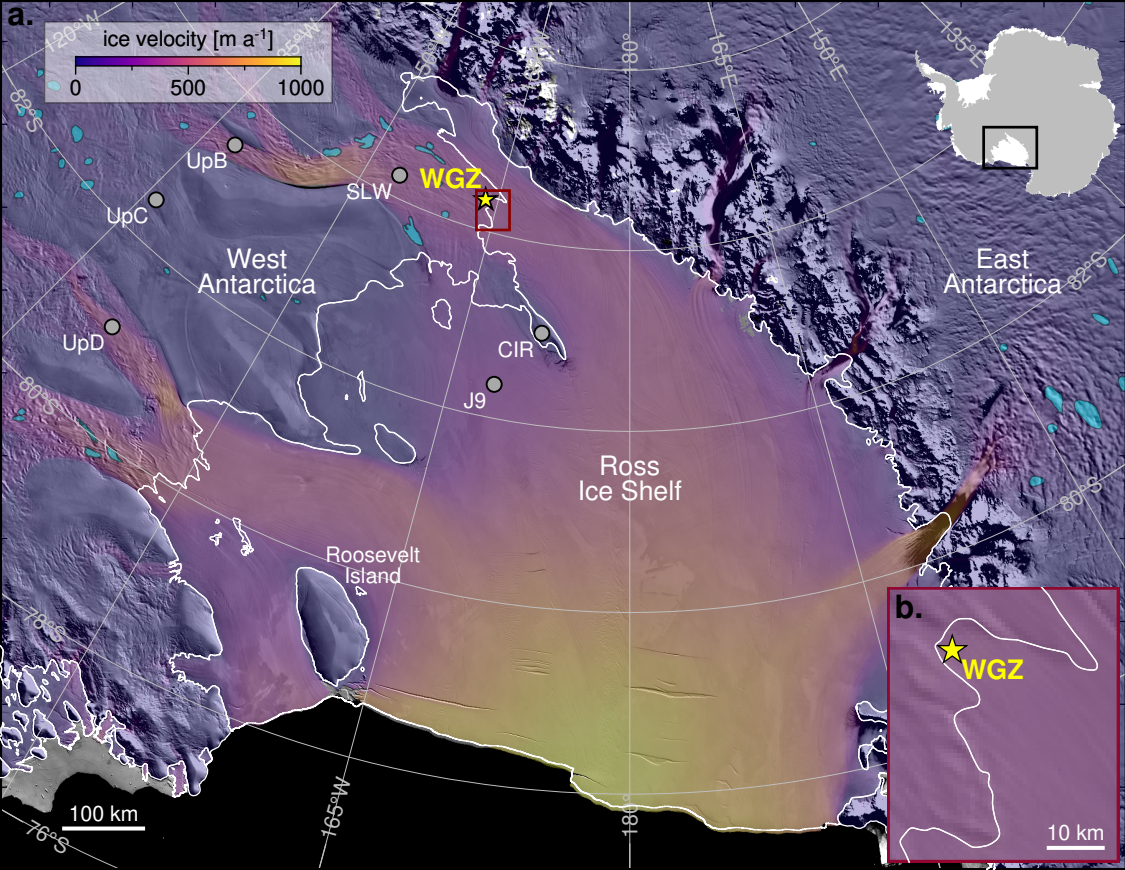 a.
ice velocity [m a-1]
0 500 1000
120°W
135°W
150°W
180°
165°E
150°E
135°E
82°S
UpB
SLW
WGZ
UpC
West
Antarctica
East
Antarctica
82°S
UpD
CIR
J9
80°S
Ross
Ice Shelf
80°S
Roosevelt
Island
78°S
b.
WGZ
10 km
100 km
165°W
180°
76°S